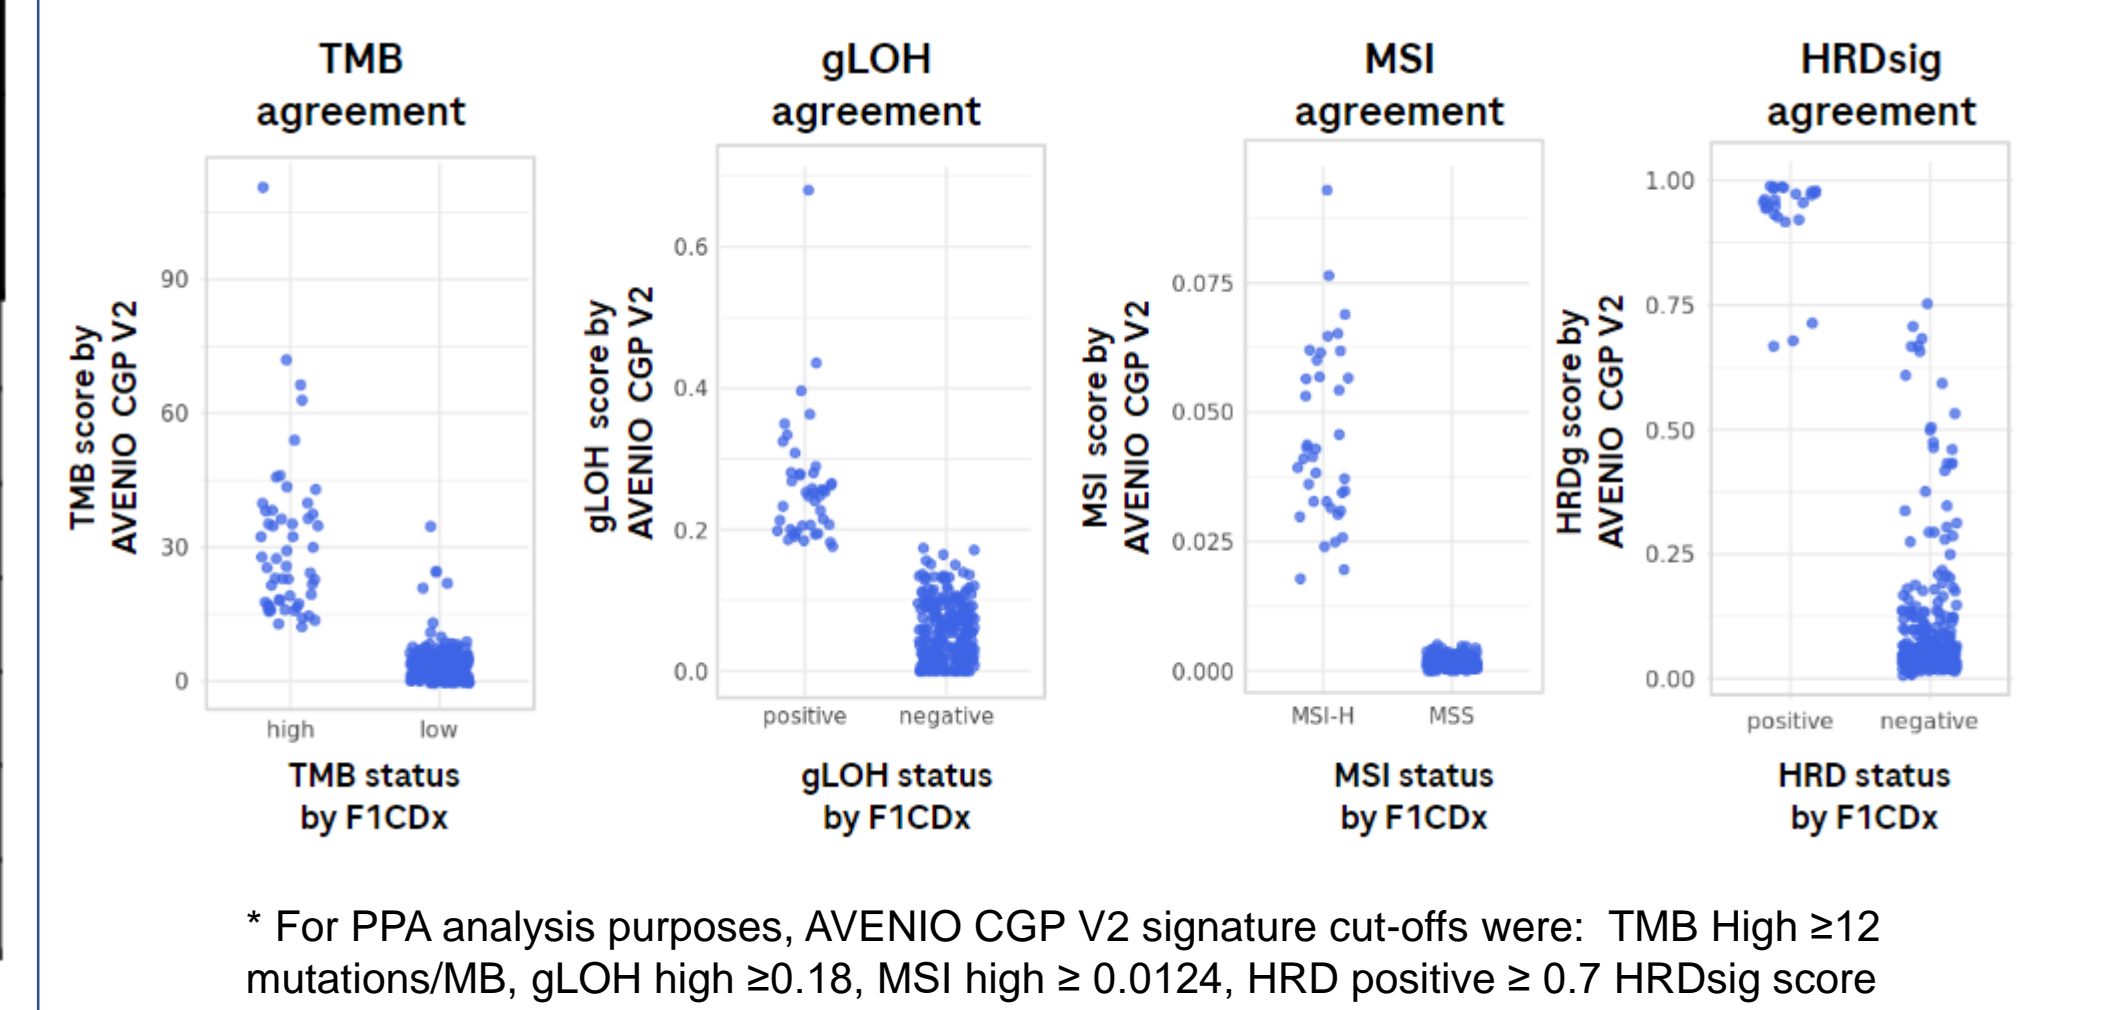 TMB
agreement
gLOH
agreement
MSI
agreement
HRDsig
agreement
TMB score by
AVENIO CGP V2
90
60
30
0
high
low
TMB status
by F1CDx
gLOH score by
AVENIO CGP V2
0.6
0.4
0.2
0.0
positive
negative
gLOH status
by F1CDx
MSI score by
AVENIO CGP V2
0.075
0.050
0.025
0.000
MSI-H
MSS
MSI status
by F1CDx
HRDg score by
AVENIO CGP V2
1.00
0.75
0.50
0.25
0.00
positive
negative
HRD status
by F1CDx
* For PPA analysis purposes, AVENIO CGP V2 signature cut-offs were: TMB High ≥12
mutations/MB, gLOH high ≥0.18, MSI high ≥ 0.0124, HRD positive ≥ 0.7 HRDsig score